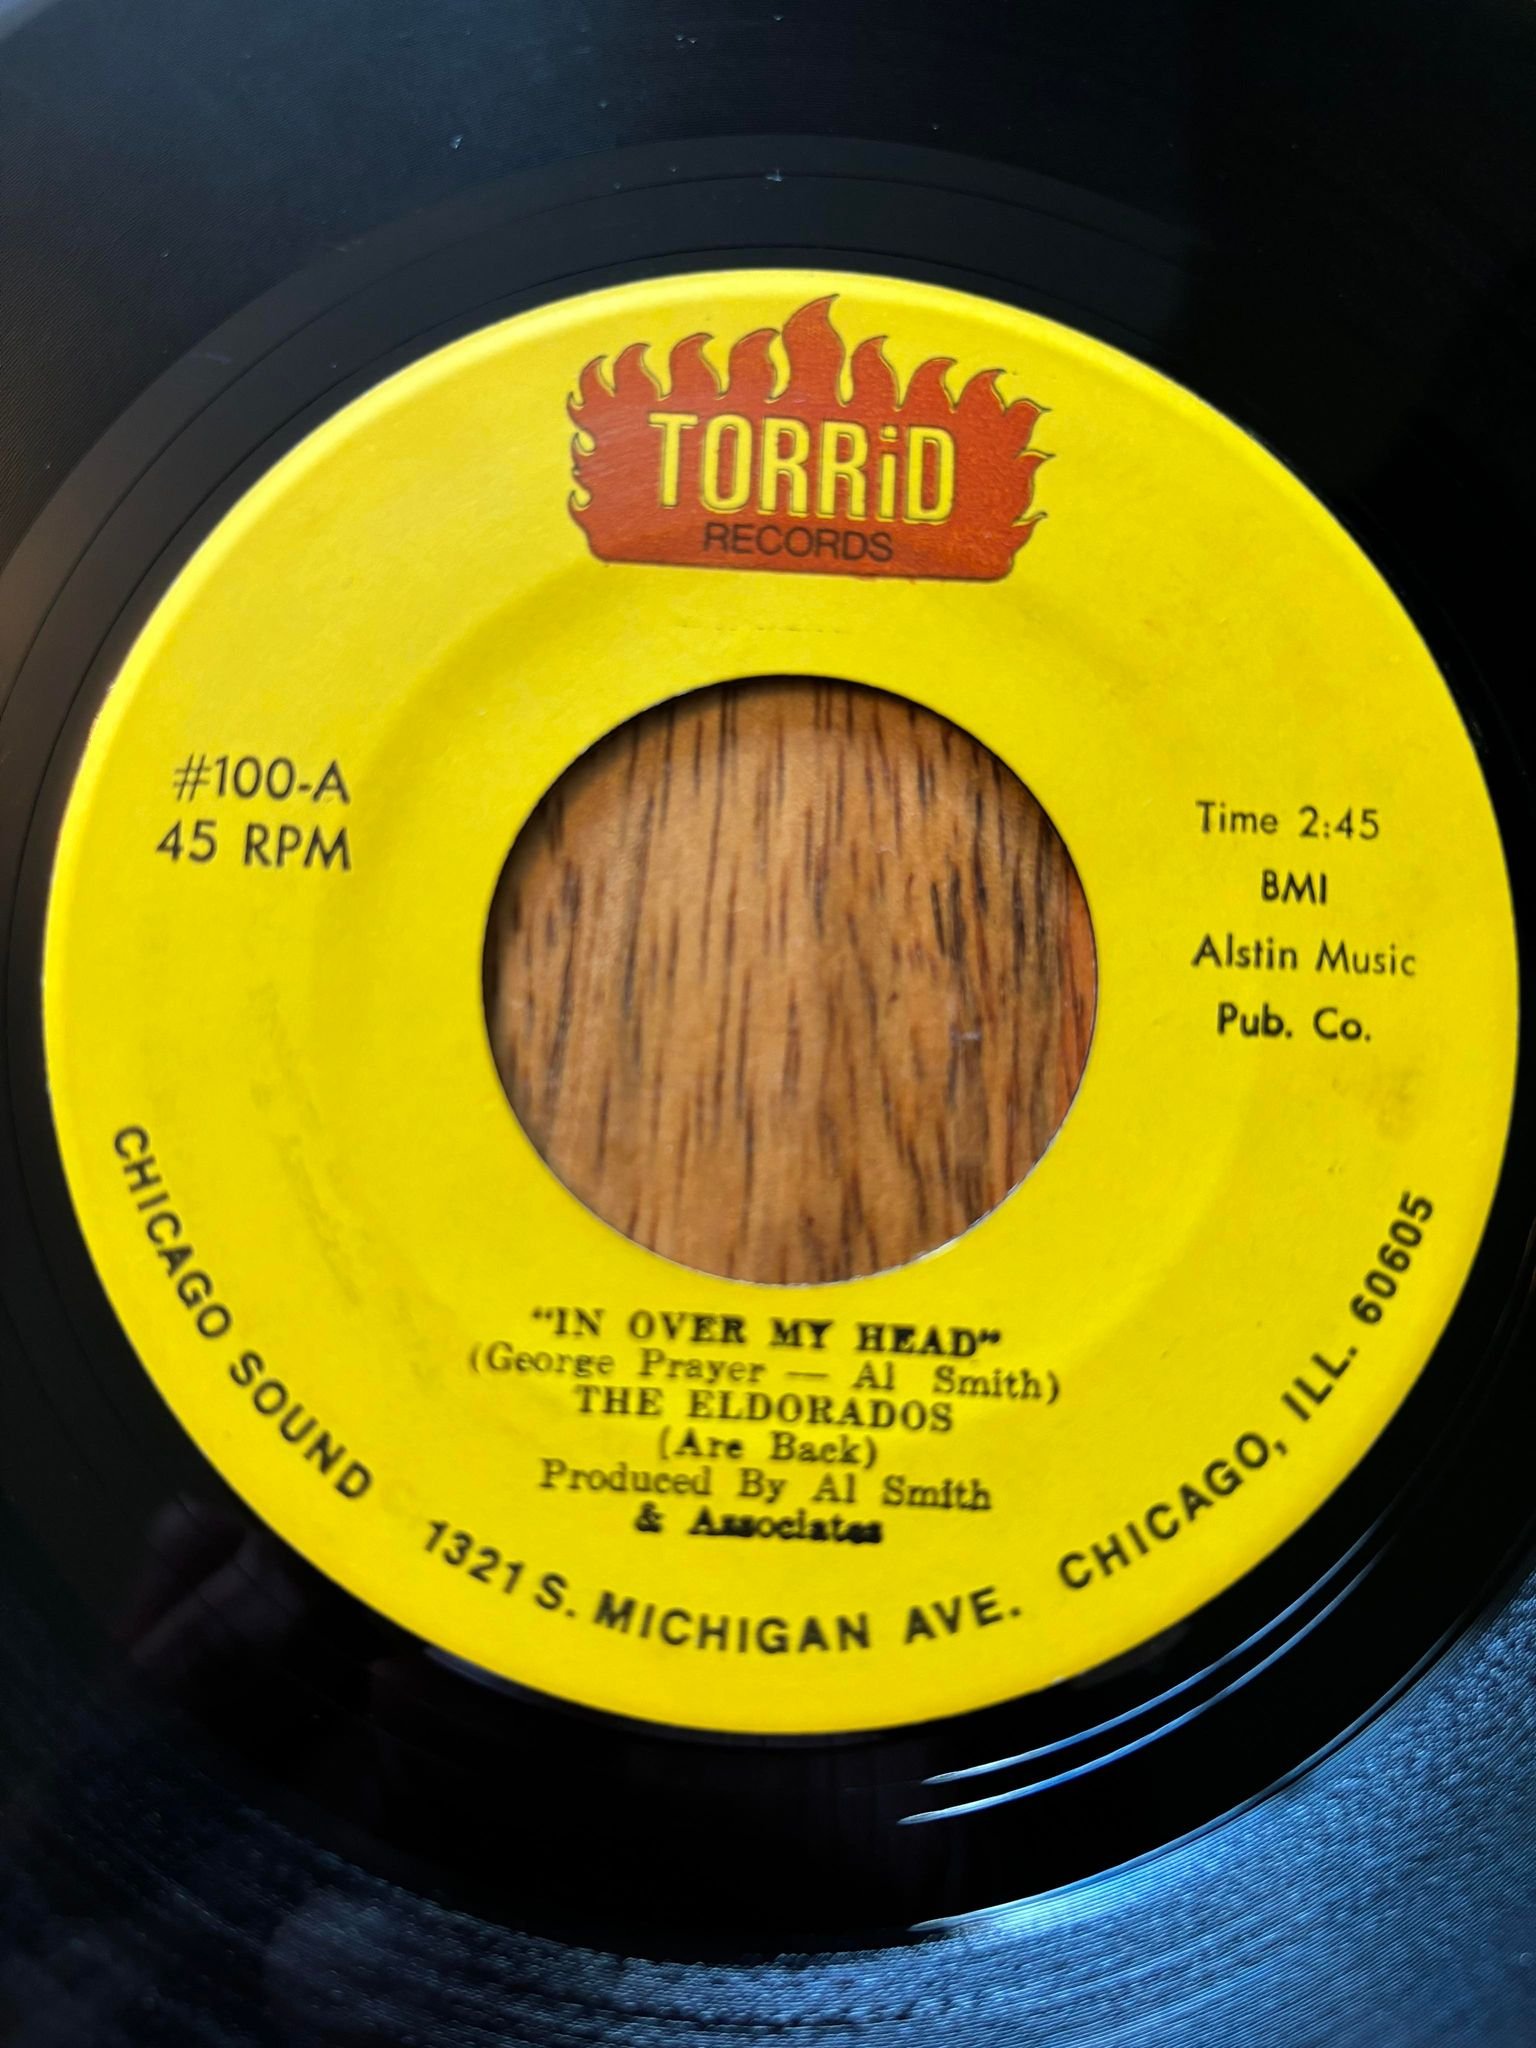 TORRiD
RECORDS
#100-A
45 RPM
Time 2:45
BMI
Alstin Music
Pub. Co.
"IN OVER MY HEAD"
(George Prayer — Al Smith)
THE ELDORADOS
(Are Back)
Produced By Al Smith
& Associates
CHICAGO SOUND 1321 S. MICHIGAN AVE. CHICAGO, ILL. 60605